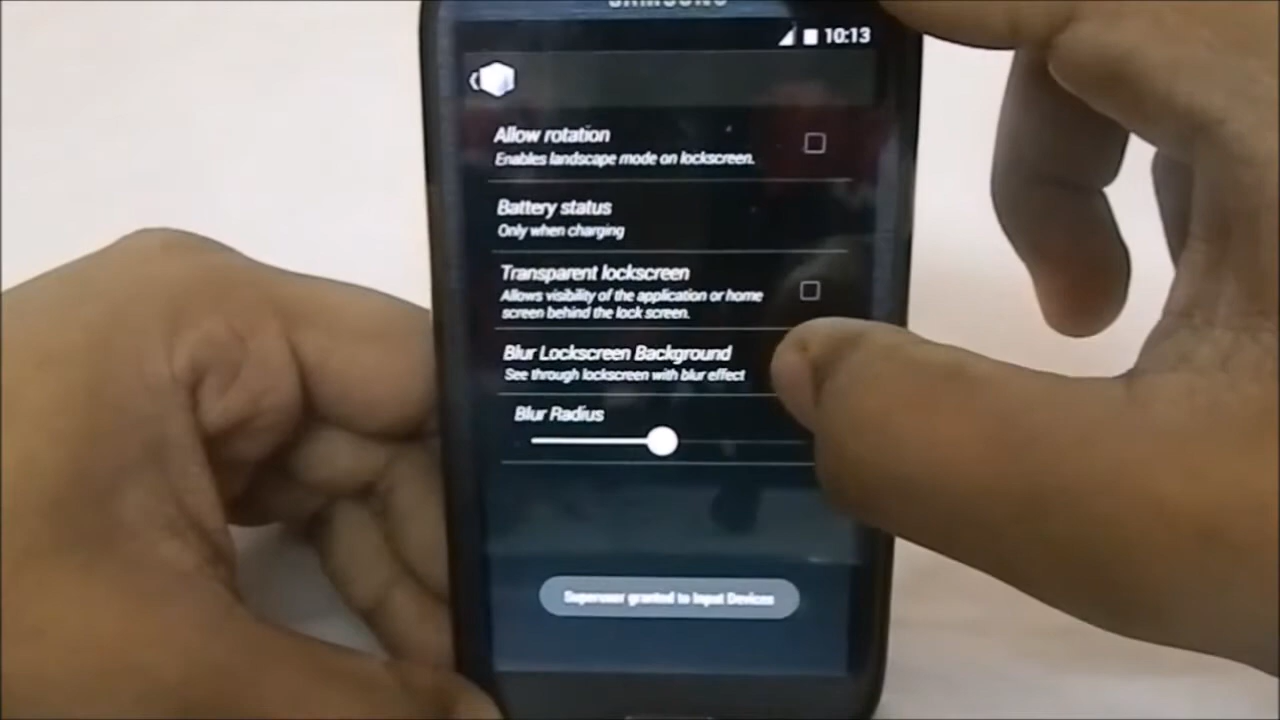 SAMSUNG
10:13
Allow rotation
Enables landscape mode on lockscreen.
Battery status
Only when charging
Transparent lockscreen
Allows visibility of the application or home
screen behind the lock screen.
Blur Lockscreen Background
See through lockscreen with blur effect
Blur Radius
Superuser granted to Input Devices